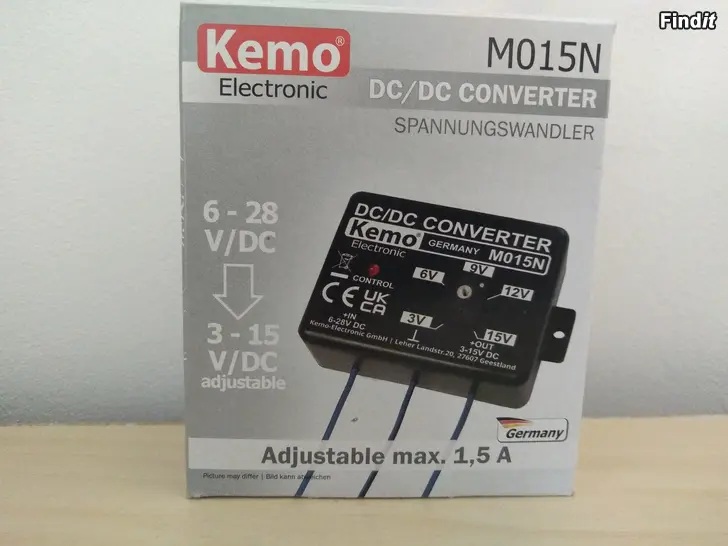 Findit
Kemo®
Electronic
M015N
DC/DC CONVERTER
SPANNUNGSWANDLER
6 - 28
V/DC
3 - 15
V/DC
adjustable
DC/DC CONVERTER
Kemo®
Electronic
GERMANY M015N
CONTROL
6V
9V
12V
3V
15V
CE UK
CA
+IN
6-28V DC
+OUT
3-15V DC
Kemo-Electronic GmbH | Leher Landstr.20, 27607 Geestland
Germany
Adjustable max. 1,5 A
Picture may differ | Bild kann abweichen